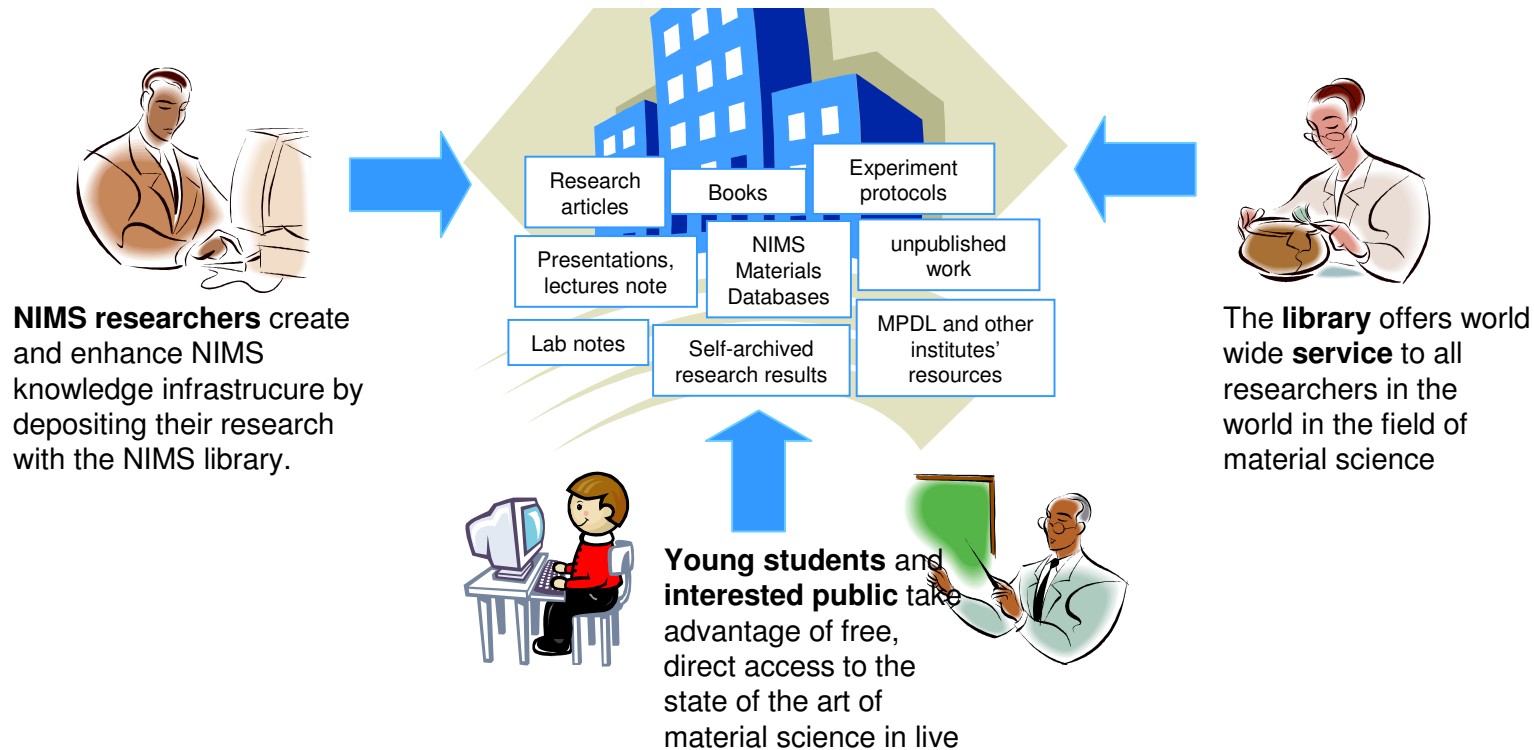 Research
articles
Books
Experiment
protocols
Presentations,
lectures note
NIMS
Materials
Databases
unpublished
work
Lab notes
Self-archived
research results
MPDL and other
institutes’
resources
NIMS researchers create
and enhance NIMS
knowledge infrastrucure by
depositing their research
with the NIMS library.
The library offers world
wide service to all
researchers in the
world in the field of
material science
Young students and
interested public take
advantage of free,
direct access to the
state of the art of
material science in live